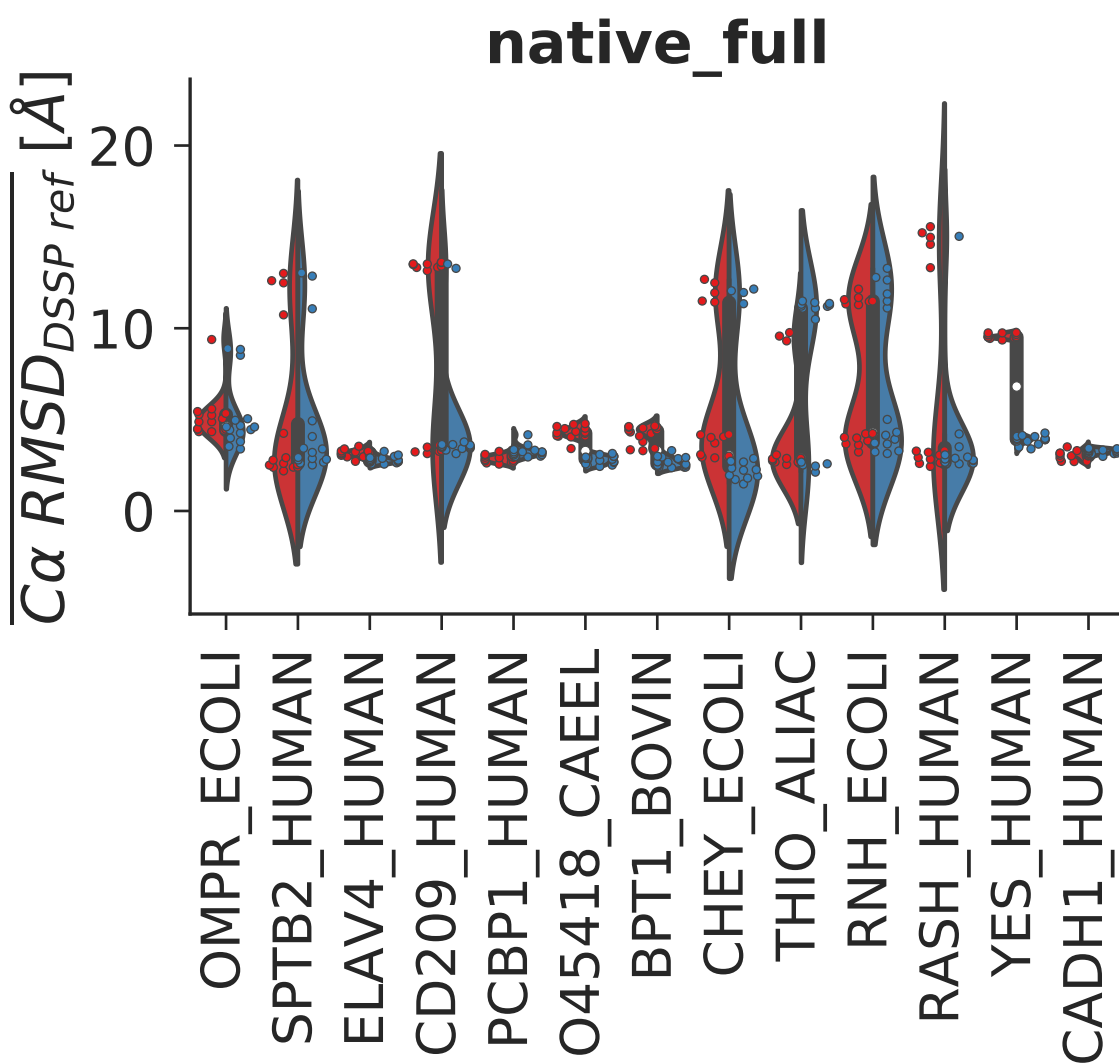 native_full
Cα RMSD_DSSP ref [Å]
20
10
0
OMPR_ECOLI
SPTB2_HUMAN
ELAV4_HUMAN
CD209_HUMAN
PCBP1_HUMAN
O45418_CAEEL
BPT1_BOVIN
CHEY_ECOLI
THIO_ALIAC
RNH_ECOLI
RASH_HUMAN
YES_HUMAN
CADH1_HUMAN